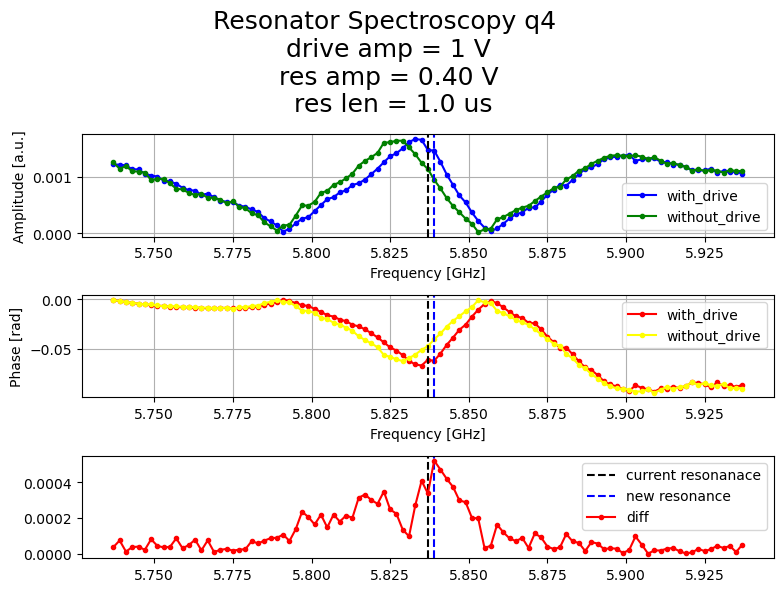 Resonator Spectroscopy q4
drive amp = 1 V
res amp = 0.40 V
res len = 1.0 us
Amplitude [a.u.]
0.001
0.000
with_drive
without_drive
5.750 5.775 5.800 5.825 5.850 5.875 5.900 5.925
Frequency [GHz]
Phase [rad]
0.00
−0.05
with_drive
without_drive
5.750 5.775 5.800 5.825 5.850 5.875 5.900 5.925
Frequency [GHz]
0.0004
0.0002
0.0000
current resonanace
new resonance
diff
5.750 5.775 5.800 5.825 5.850 5.875 5.900 5.925